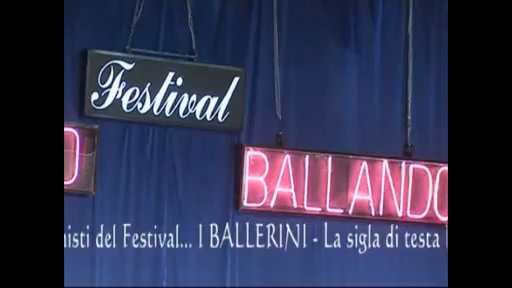 Festival
O
BALLANDO
nisti del Festival... I BALLERINI - La sigla di testa